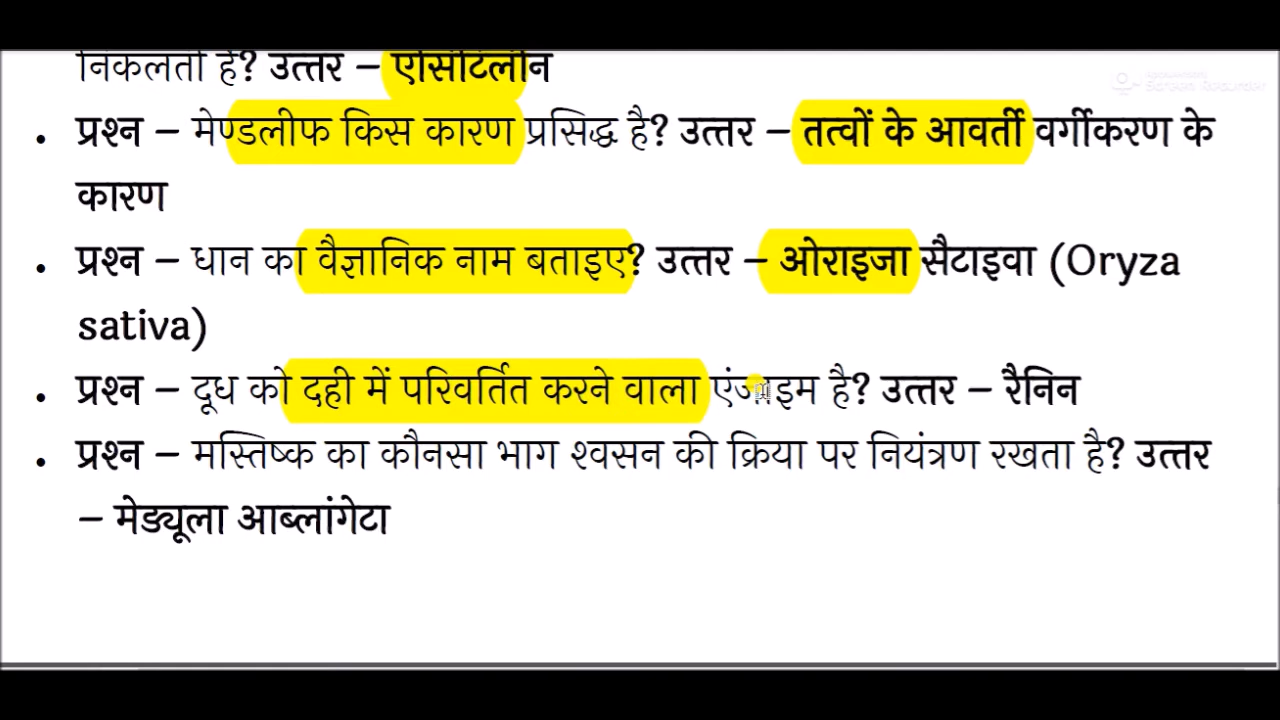 निकलती है? उत्तर – एसिटिलीन
• प्रश्न – मेण्डलीफ किस कारण प्रसिद्ध है? उत्तर – तत्वों के आवर्ती वर्गीकरण के
कारण
• प्रश्न – धान का वैज्ञानिक नाम बताइए? उत्तर – ओराइजा सैटाइवा (Oryza
sativa)
• प्रश्न – दूध को दही में परिवर्तित करने वाला एंजाइम है? उत्तर – रैनिन
• प्रश्न – मस्तिष्क का कौनसा भाग श्वसन की क्रिया पर नियंत्रण रखता है? उत्तर
– मेड्यूला आब्लांगेटा
Screen Recorder